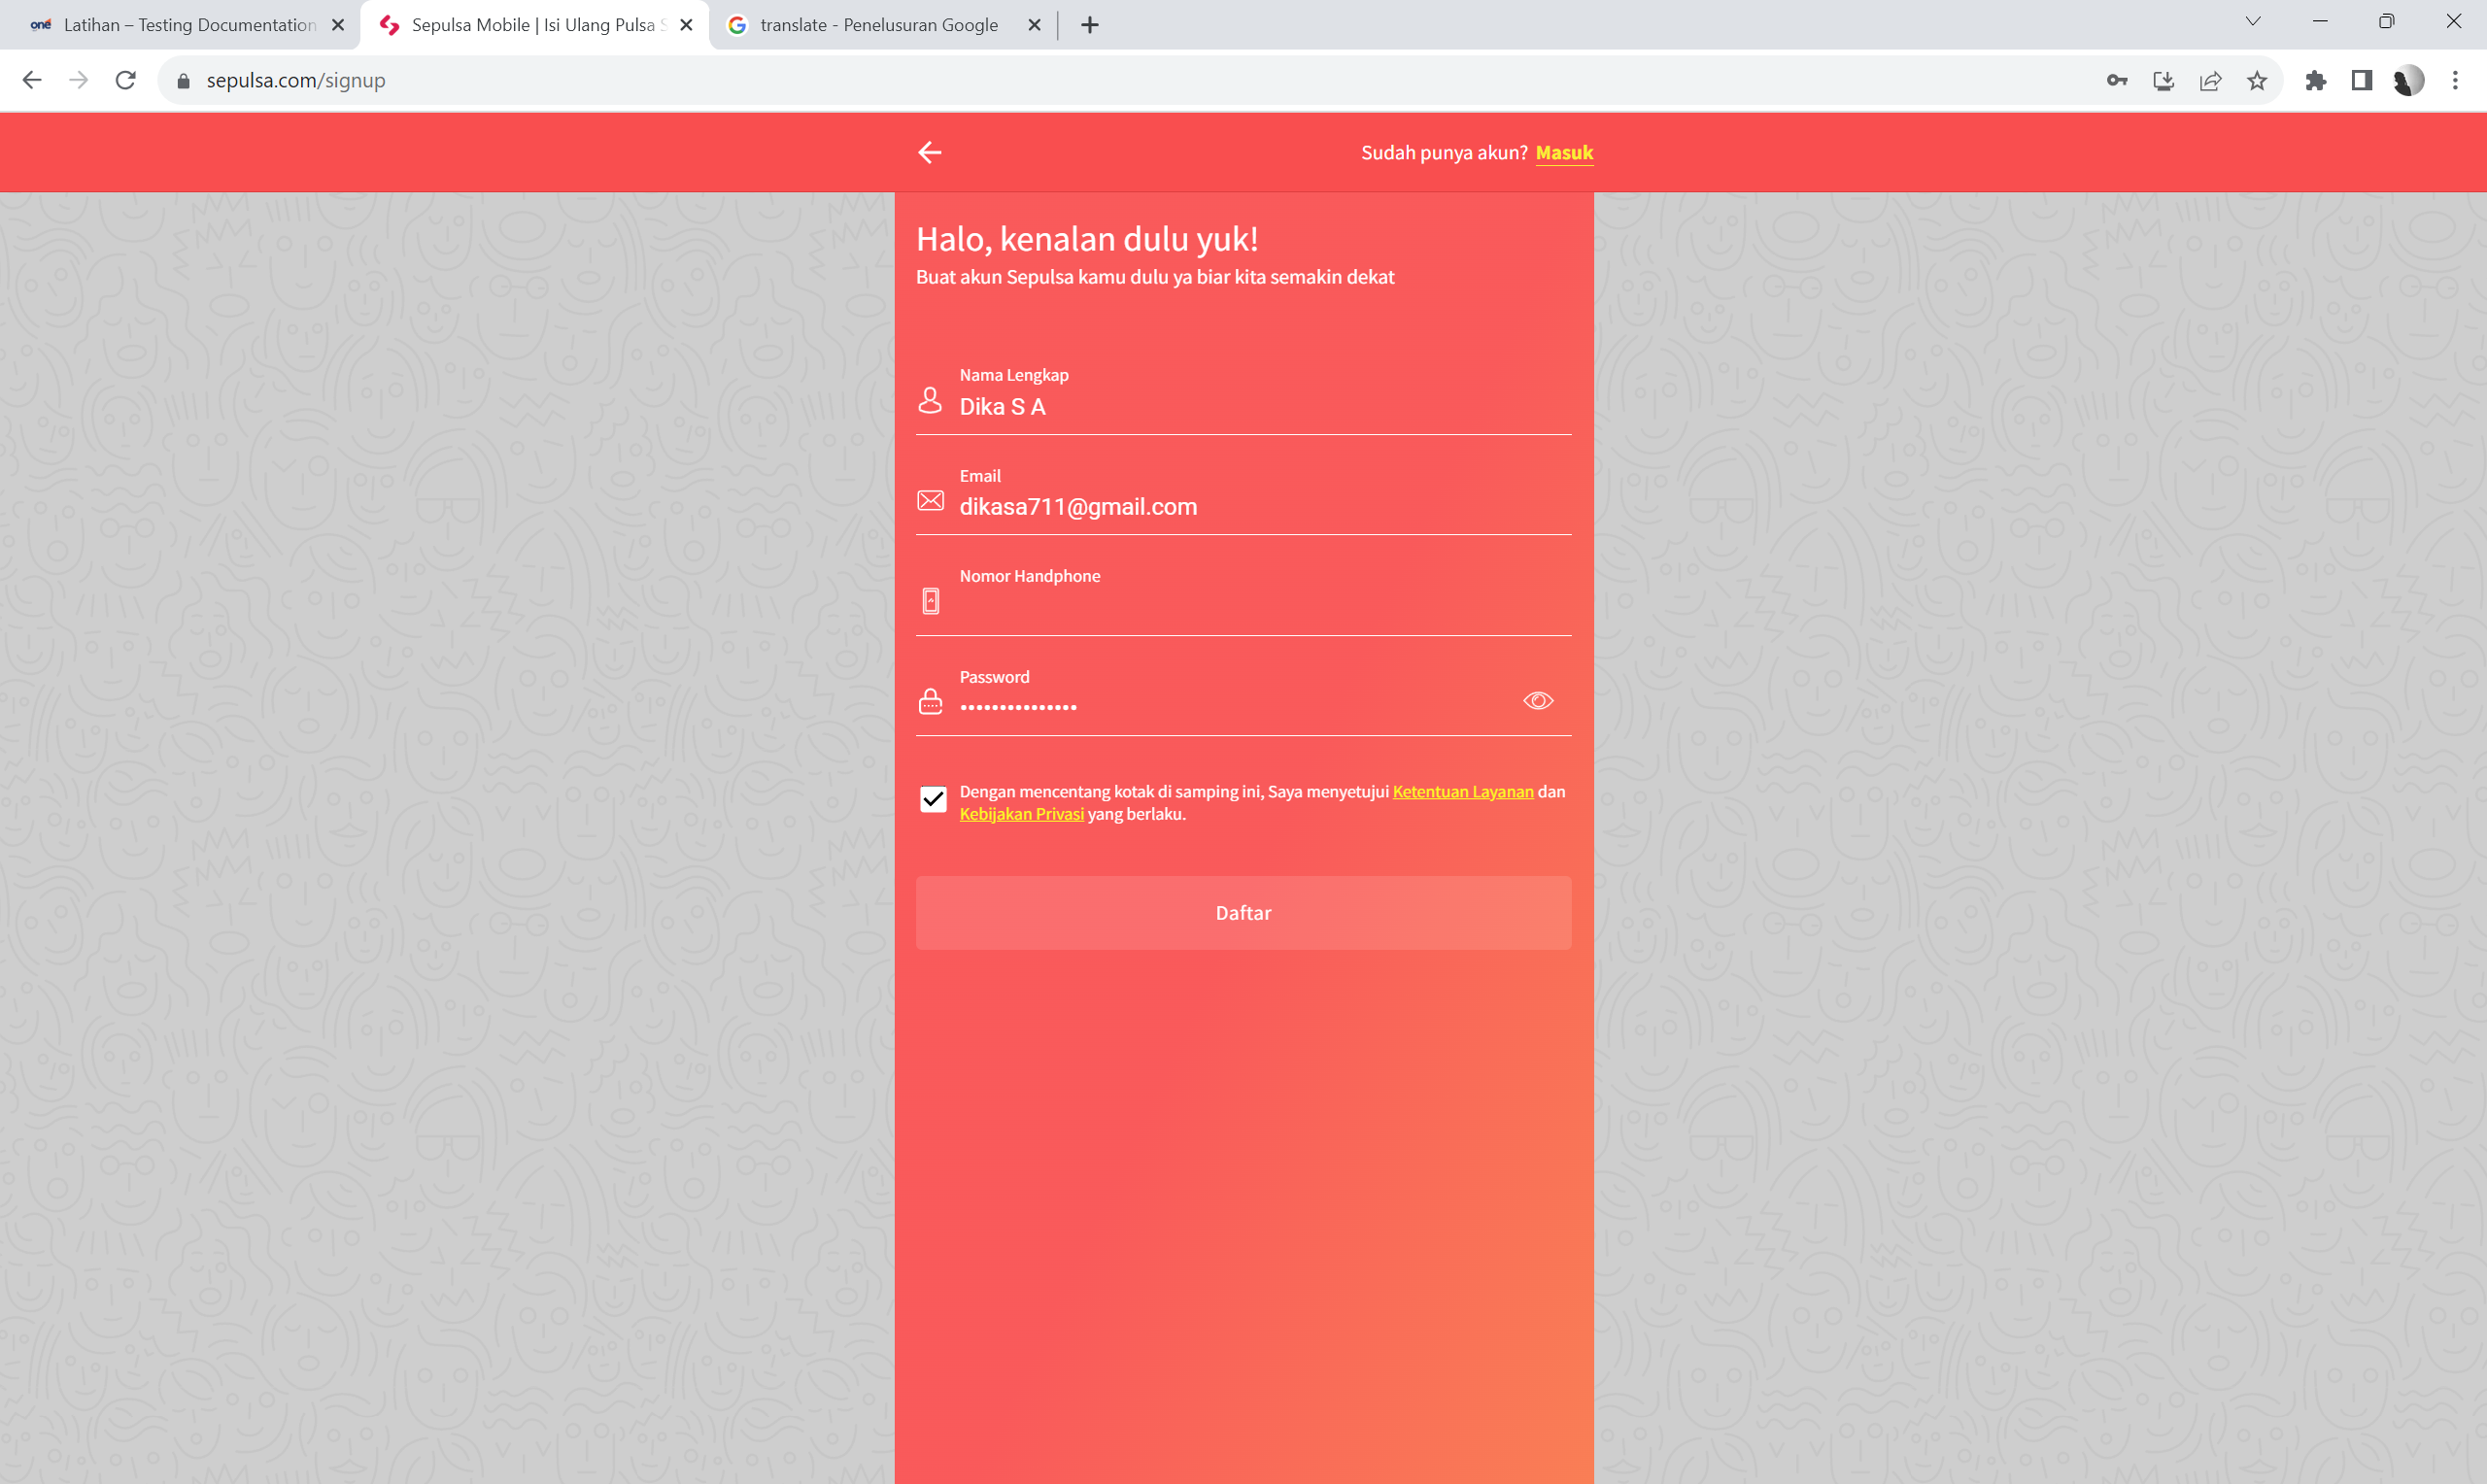 one Latihan – Testing Documentation
Sepulsa Mobile | Isi Ulang Pulsa S
translate - Penelusuran Google
sepulsa.com/signup
Sudah punya akun? Masuk
Halo, kenalan dulu yuk!
Buat akun Sepulsa kamu dulu ya biar kita semakin dekat
Nama Lengkap
Dika S A
Email
dikasa711@gmail.com
Nomor Handphone
Password
•••••••••••••••
Dengan mencentang kotak di samping ini, Saya menyetujui Ketentuan Layanan dan
Kebijakan Privasi yang berlaku.
Daftar